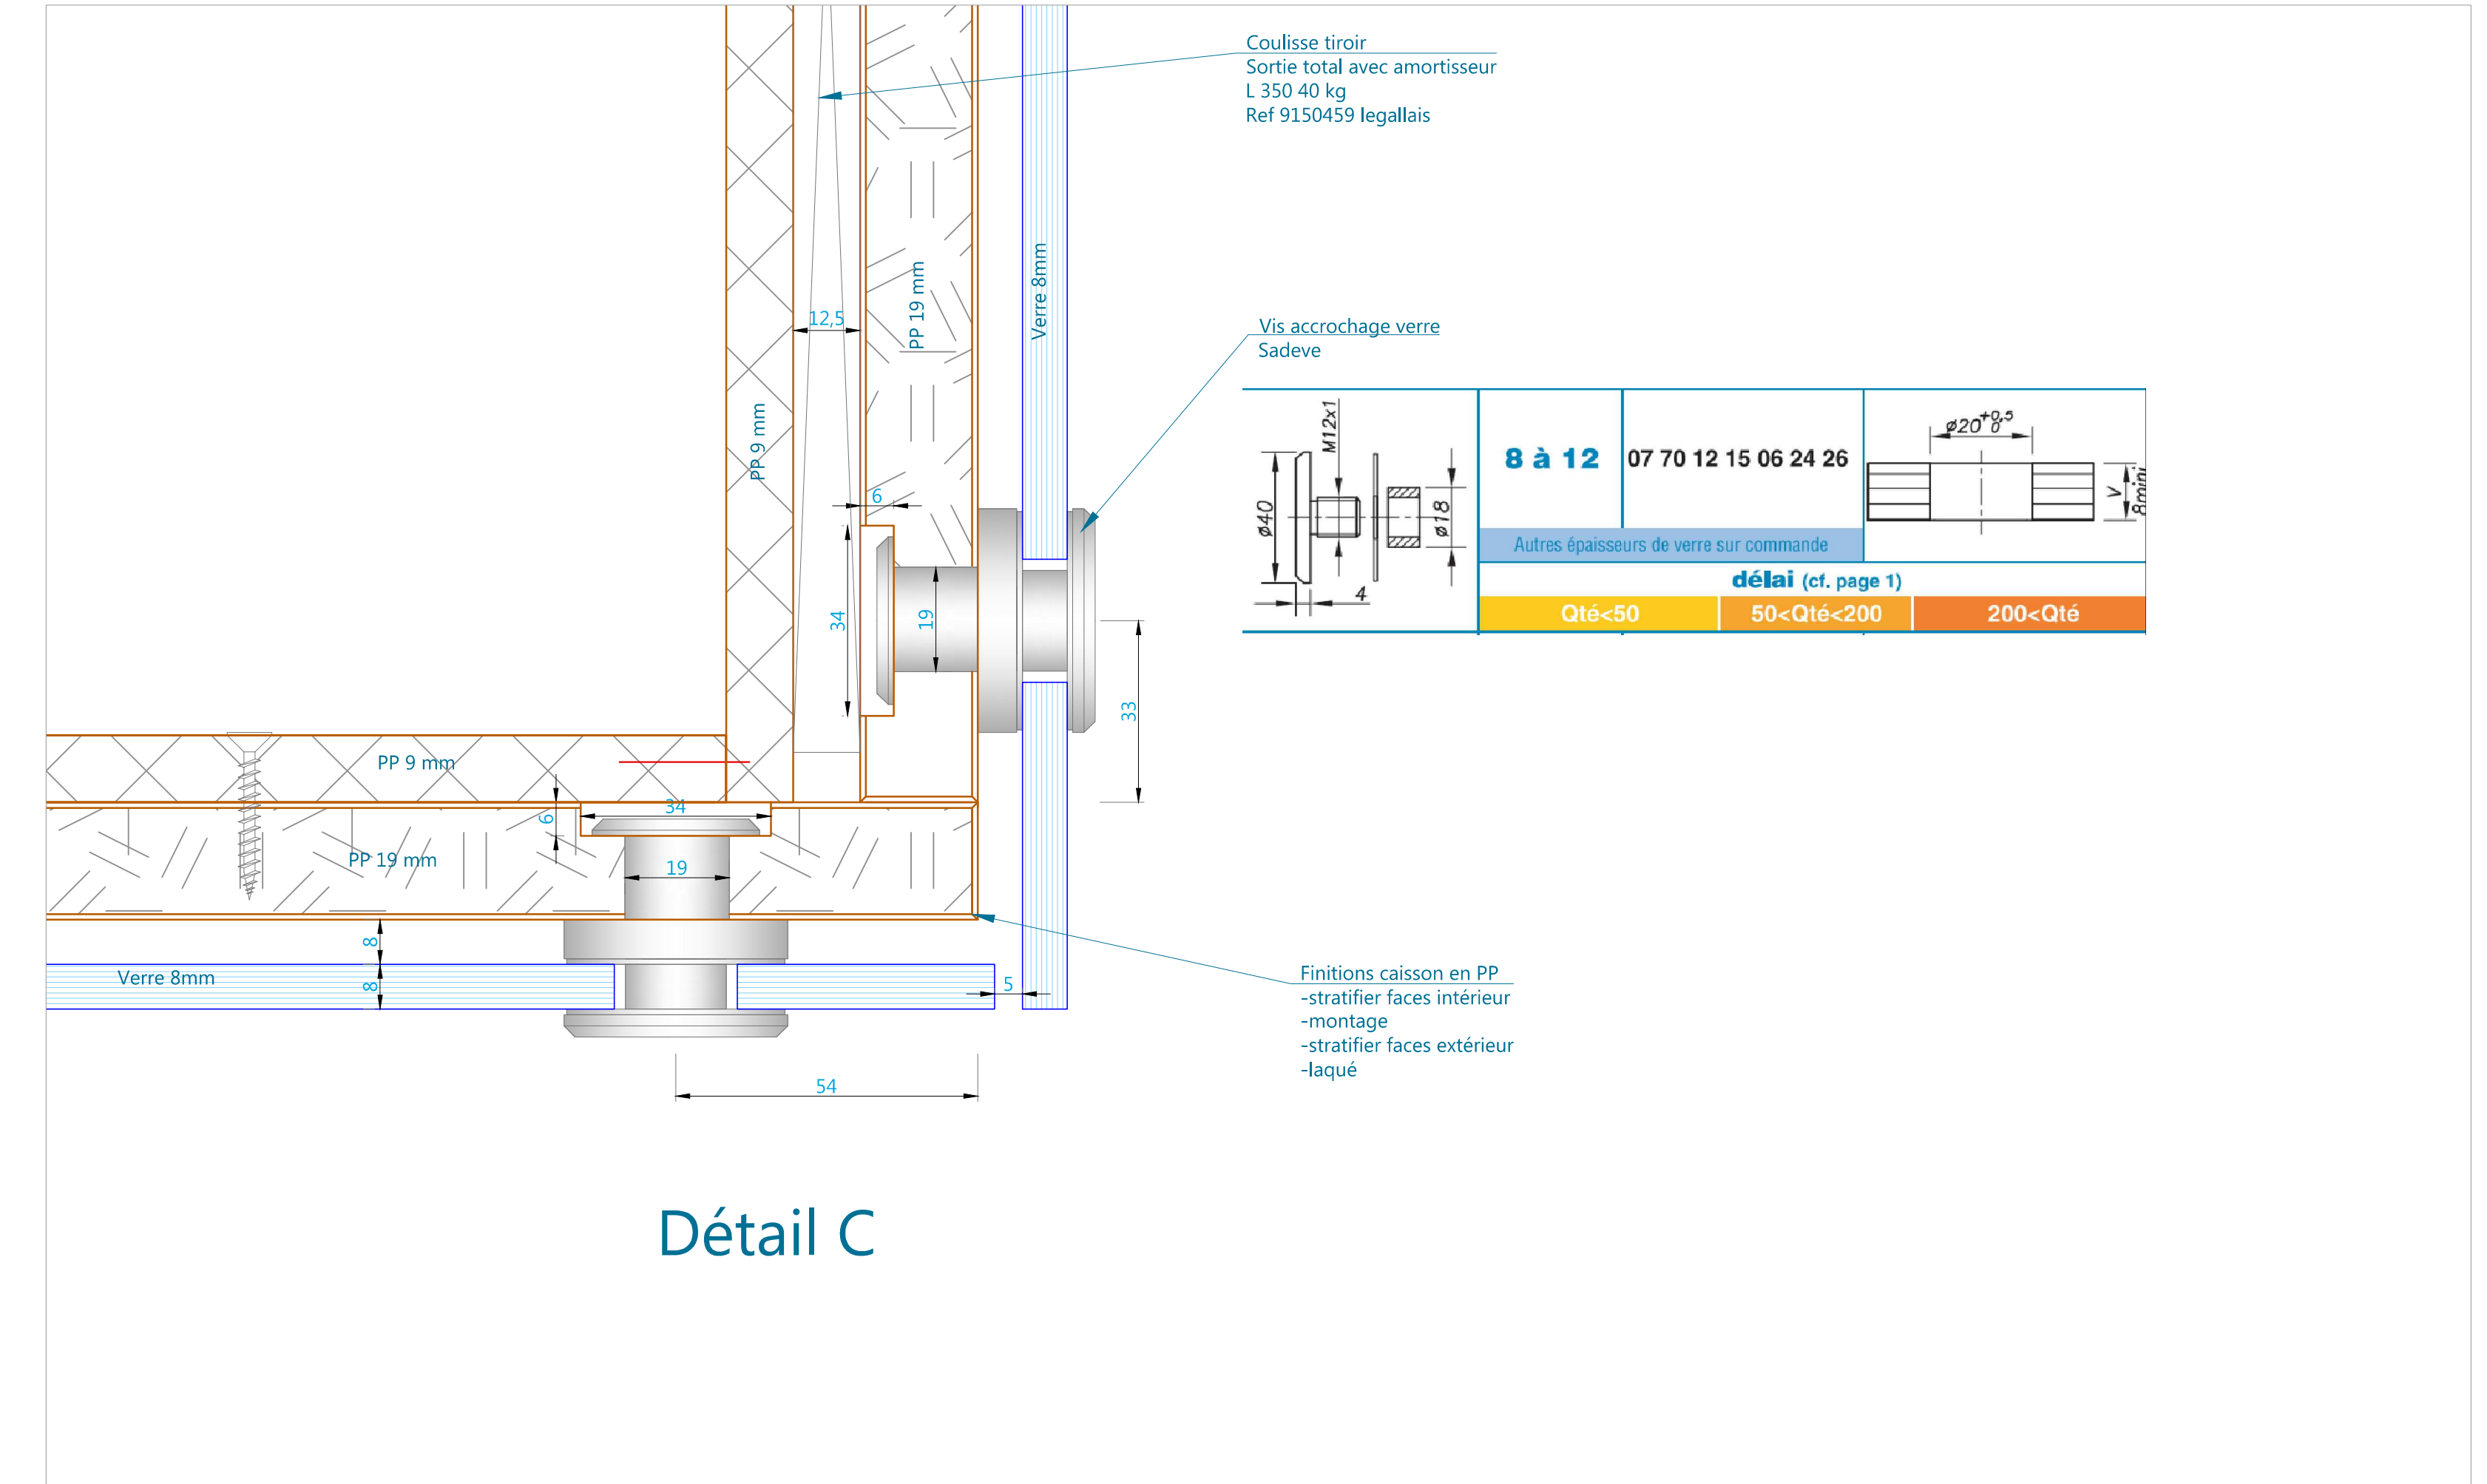 Coulisse tiroir
Sortie total avec amortisseur
L 350 40 kg
Ref 9150459 legallais
Verre 8mm
PP 19 mm
12,5
PP 9 mm
Vis accrochage verre
Sadeve
M12x1
ø40
ø18
4
8 à 12
07 70 12 15 06 24 26
ø20 +0,5 0
V
8mini
Autres épaisseurs de verre sur commande
délai (cf. page 1)
Qté<50
50<Qté<200
200<Qté
6
34
19
33
PP 9 mm
34
6
PP 19 mm
19
8
Verre 8mm
8
5
54
Finitions caisson en PP
-stratifier faces intérieur
-montage
-stratifier faces extérieur
-laqué
Détail C